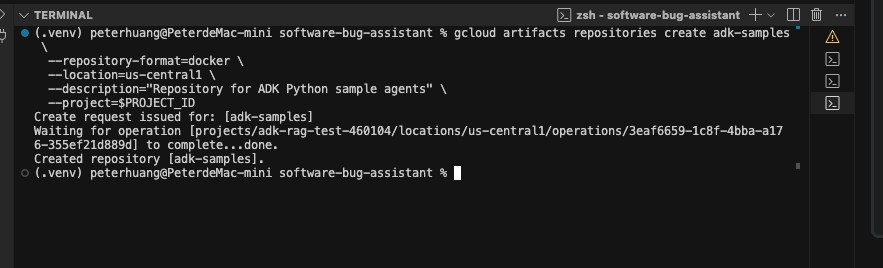 TERMINAL
zsh - software-bug-assistant
(.venv) peterhuang@PeterdeMac-mini software-bug-assistant % gcloud artifacts repositories create adk-samples
\
--repository-format=docker \
--location=us-central1 \
--description="Repository for ADK Python sample agents" \
--project=$PROJECT_ID
Create request issued for: [adk-samples]
Waiting for operation [projects/adk-rag-test-460104/locations/us-central1/operations/3eaf6659-1c8f-4bba-a17
6-355ef21d889d] to complete...done.
Created repository [adk-samples].
(.venv) peterhuang@PeterdeMac-mini software-bug-assistant %